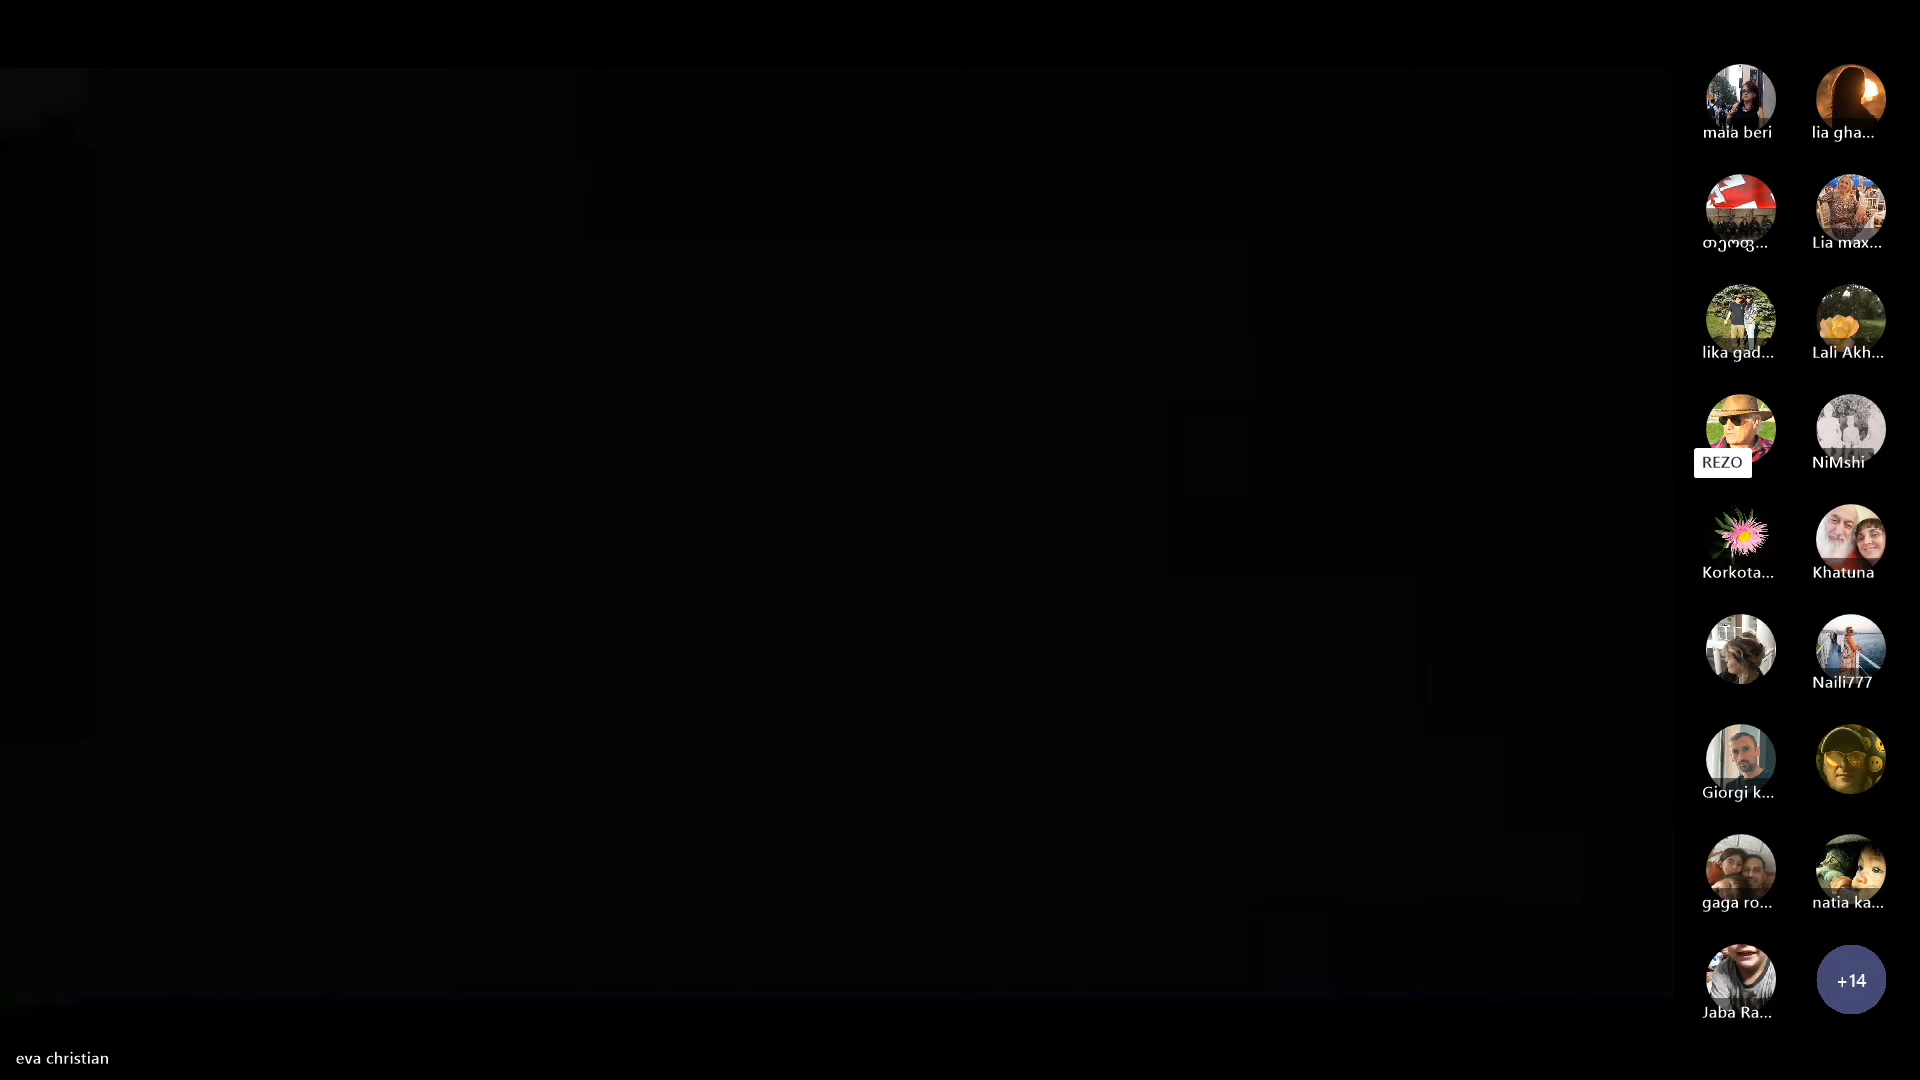 maia beri
lia gha...
თეოფ...
Lia max...
lika gad...
Lali Akh...
REZO
NiMshi
Korkota...
Khatuna
Naili777
Giorgi k...
gaga ro...
natia ka...
Jaba Ra...
+14
eva christian